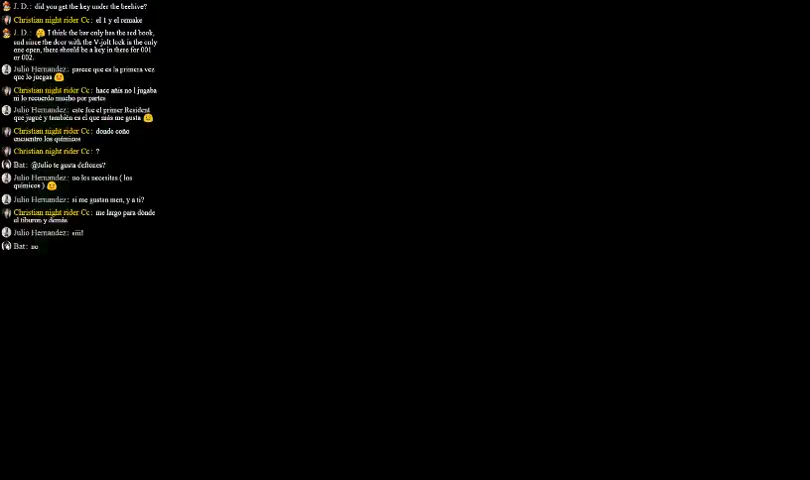 J. D.: did you get the key under the beehive?
Christian night rider Cc: el 1 y el remake
J. D.: 🤔 I think the bar only has the red book,
and since the door with the V-jolt lock is the only
one open, there should be a key in there for 001
or 002.
Julio Hernandez: parece que es la primera vez
que lo juegas 🙂
Christian night rider Cc: hace añis no l jugaba
ni lo recuerdo mucho por partes
Julio Hernandez: este fue el primer Resident
que jugué y también es el que más me gusta 🙂
Christian night rider Cc: donde coño
encuentro los químicos
Christian night rider Cc: ?
Bat: @Julio te gusta deftones?
Julio Hernandez: no les necesites ( los
químicos ) 🙂
Julio Hernandez: si me gustan men, y a ti?
Christian night rider Cc: me largo para dónde
el tiburon y demás
Julio Hernandez: siii!
Bat: no